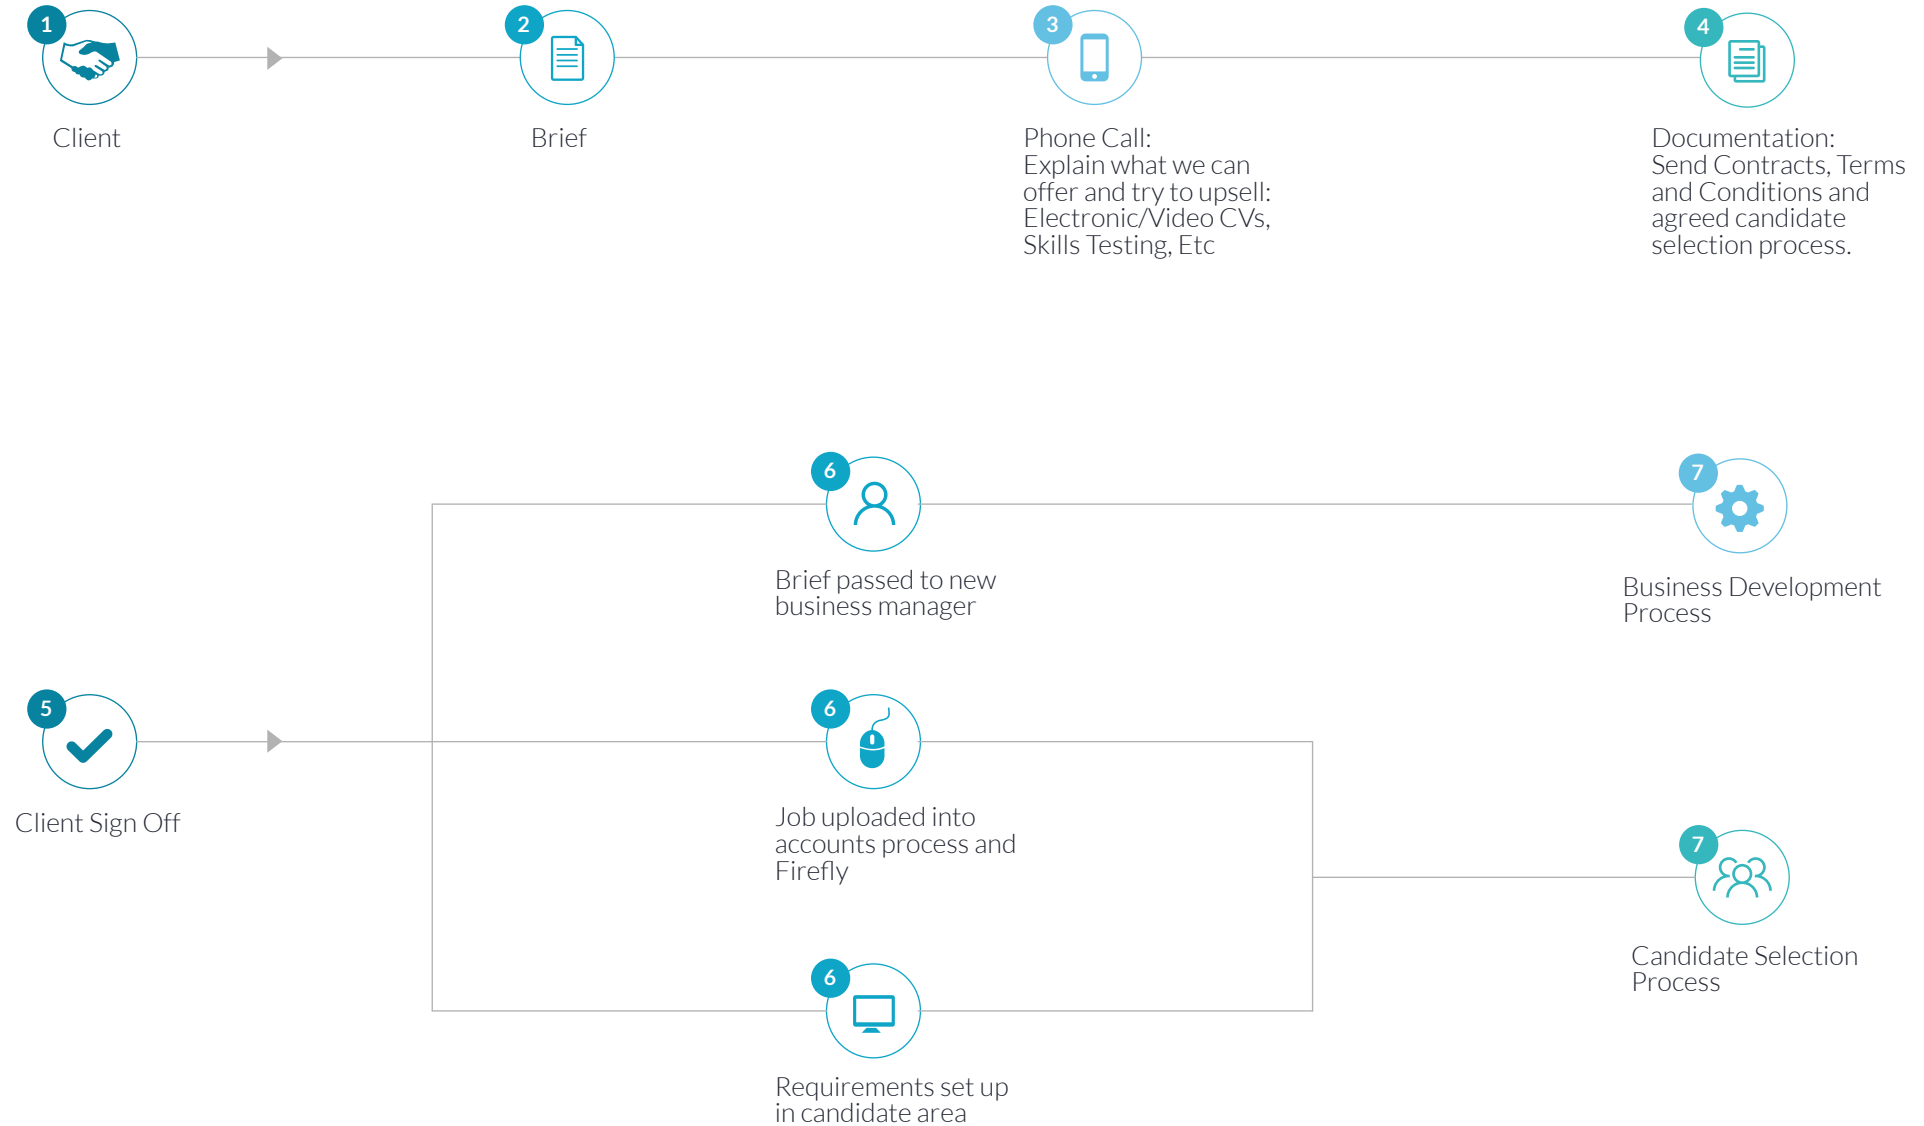 1
Client
2
Brief
3
Phone Call:
Explain what we can
offer and try to upsell:
Electronic/Video CVs,
Skills Testing, Etc
4
Documentation:
Send Contracts, Terms
and Conditions and
agreed candidate
selection process.
5
Client Sign Off
6
Brief passed to new
business manager
7
Business Development
Process
6
Job uploaded into
accounts process and
Firefly
6
Requirements set up
in candidate area
7
Candidate Selection
Process